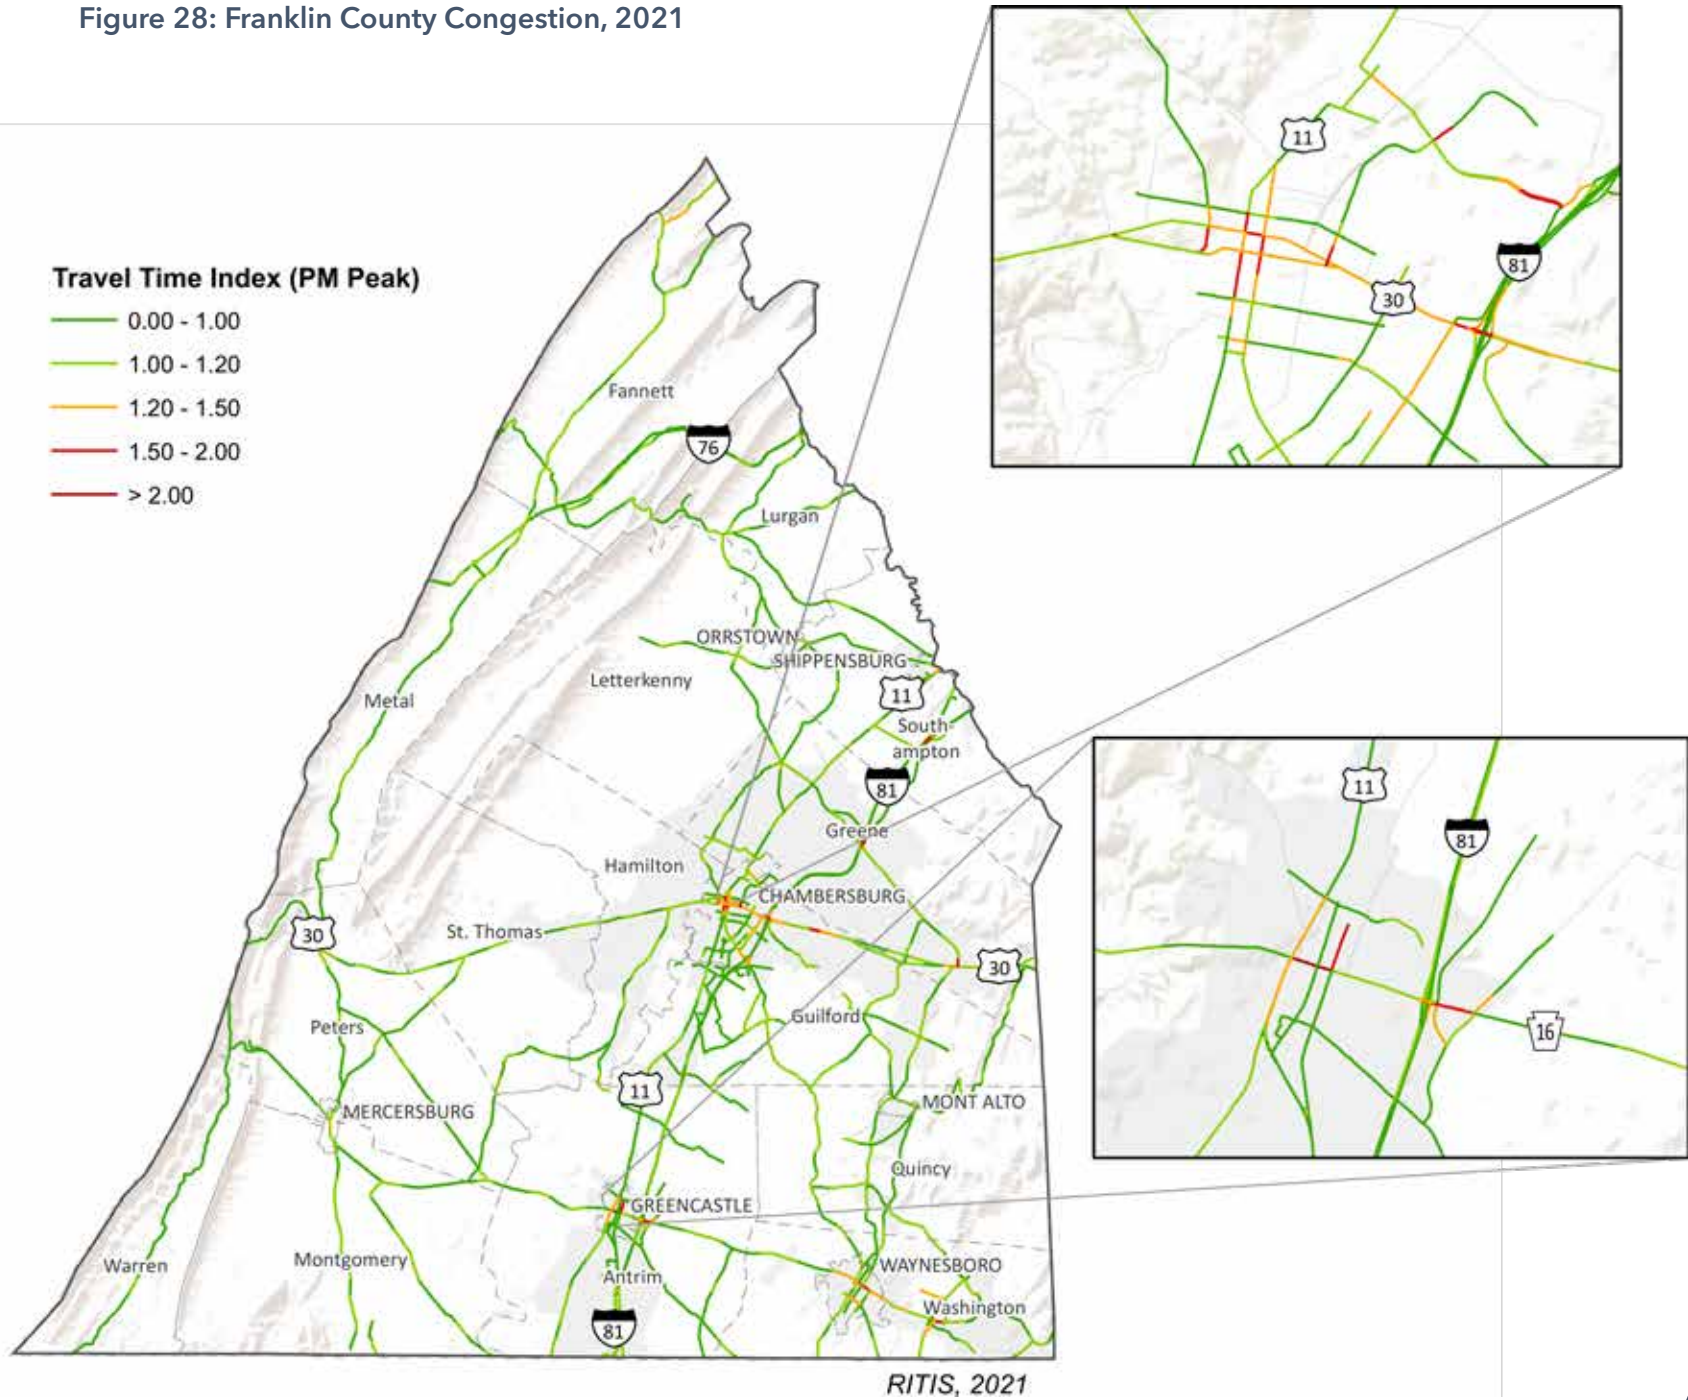 Figure 28: Franklin County Congestion, 2021
11
81
30
Travel Time Index (PM Peak)
0.00 - 1.00
1.00 - 1.20
1.20 - 1.50
1.50 - 2.00
> 2.00
Fannett
76
Lurgan
ORRSTOWN
SHIPPENSBURG
Letterkenny
11
Metal
South-
ampton
81
Greene
Hamilton
CHAMBERSBURG
30
St. Thomas
30
Peters
Guilford
11
MERCERSBURG
MONT ALTO
Quincy
GREENCASTLE
Warren
Montgomery
Antrim
WAYNESBORO
Washington
81
11
81
16
RITIS, 2021